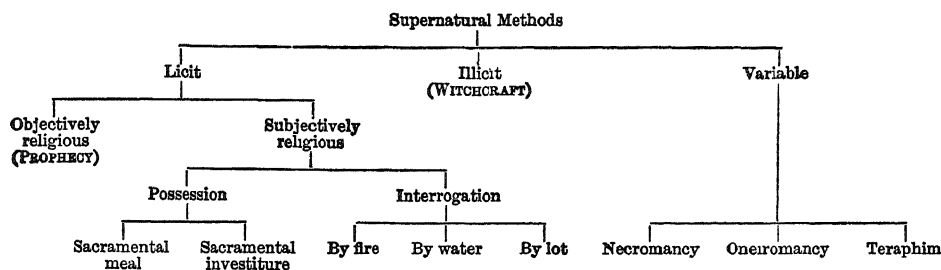 Supernatural Methods
Licit
Illicit
(WITCHCRAFT)
Variable
Objectively
religious
(PROPHECY)
Subjectively
religious
Possession
Interrogation
Sacramental
meal
Sacramental
investiture
By fire
By water
By lot
Necromancy
Oneiromancy
Teraphim